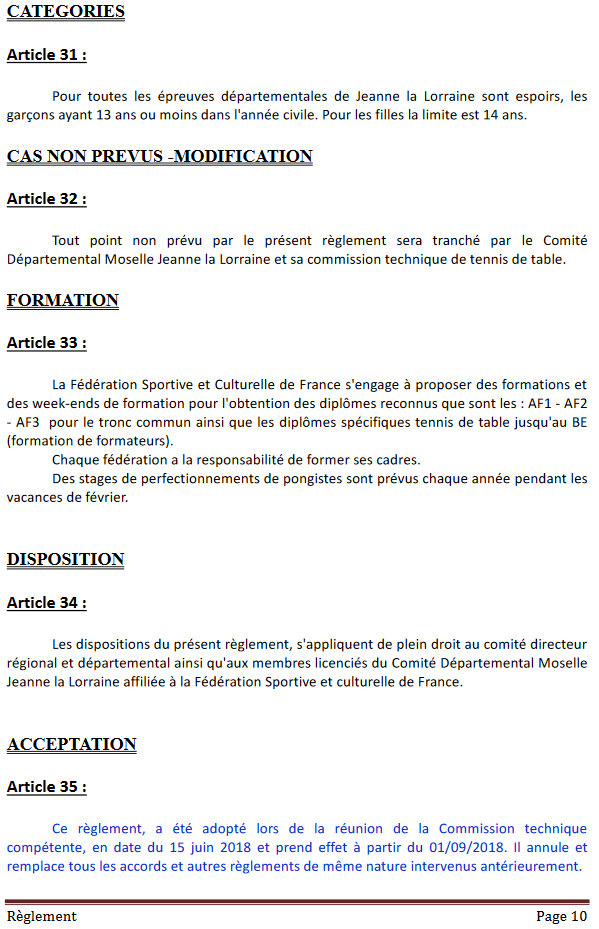 CATEGORIES
Article 31 :
Pour toutes les épreuves départementales de Jeanne la Lorraine sont espoirs, les
garçons ayant 13 ans ou moins dans l'année civile. Pour les filles la limite est 14 ans.
CAS NON PREVUS -MODIFICATION
Article 32 :
Tout point non prévu par le présent règlement sera tranché par le Comité
Départemental Moselle Jeanne la Lorraine et sa commission technique de tennis de table.
FORMATION
Article 33 :
La Fédération Sportive et Culturelle de France s'engage à proposer des formations et
des week-ends de formation pour l'obtention des diplômes reconnus que sont les : AF1 - AF2
- AF3 pour le tronc commun ainsi que les diplômes spécifiques tennis de table jusqu'au BE
(formation de formateurs).
Chaque fédération a la responsabilité de former ses cadres.
Des stages de perfectionnements de pongistes sont prévus chaque année pendant les
vacances de février.
DISPOSITION
Article 34 :
Les dispositions du présent règlement, s'appliquent de plein droit au comité directeur
régional et départemental ainsi qu'aux membres licenciés du Comité Départemental Moselle
Jeanne la Lorraine affiliée à la Fédération Sportive et culturelle de France.
ACCEPTATION
Article 35 :
Ce règlement, a été adopté lors de la réunion de la Commission technique
compétente, en date du 15 juin 2018 et prend effet à partir du 01/09/2018. Il annule et
remplace tous les accords et autres règlements de même nature intervenus antérieurement.
Règlement Page 10